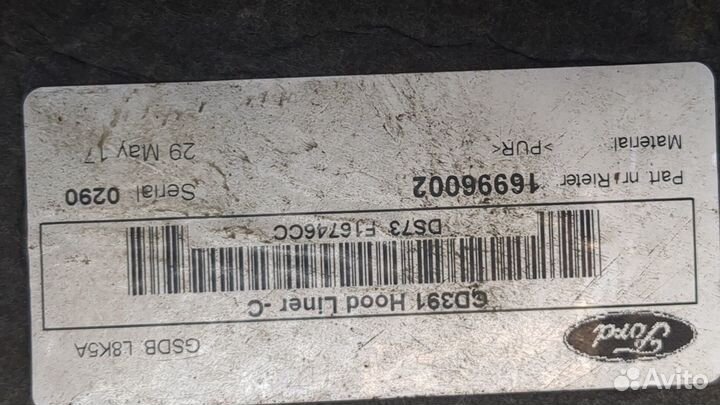 Ford
GSDB L8K5A
CD391 Hood Liner -C
DS73 F16746CC
Part. nr. Rieter 16996002 Serial 0290
Material: >PUR< 29 May 17
Avito